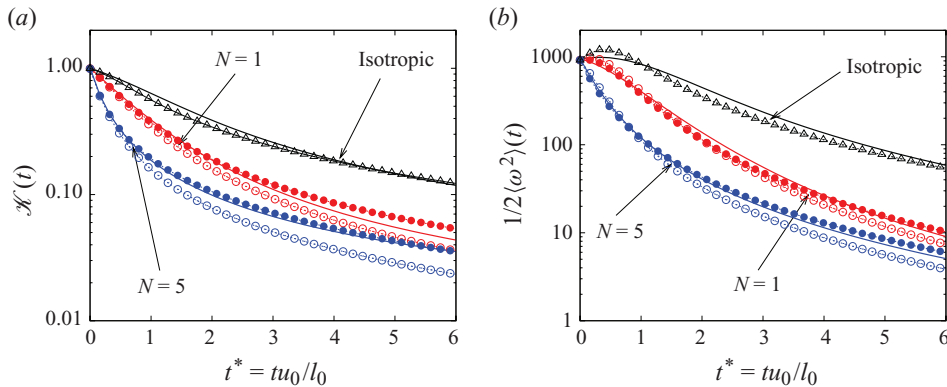 (a)
1.00
0.10
0.01
𝒦(t)
N = 1
Isotropic
N = 5
0 1 2 3 4 5 6
t* = tu₀/l₀
(b)
1000
100
10
1
1/2⟨ω²⟩(t)
Isotropic
N = 5
N = 1
0 1 2 3 4 5 6
t* = tu₀/l₀